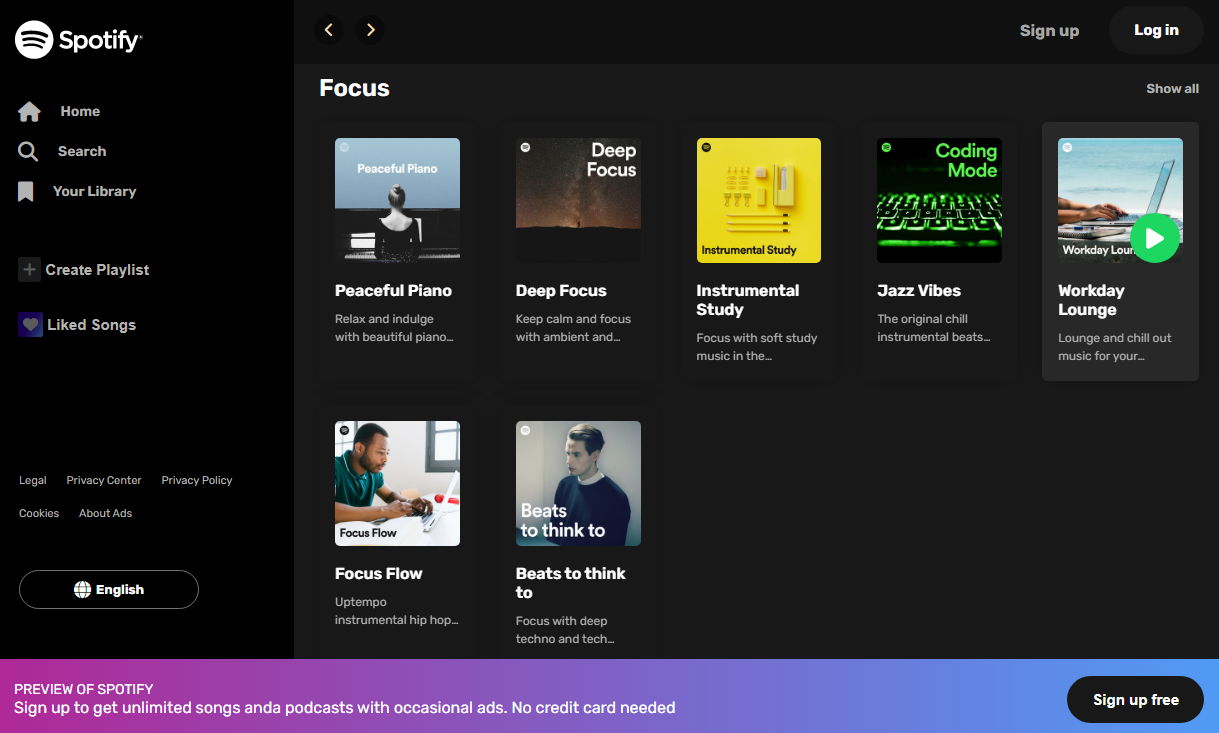 Spotify
Home
Search
Your Library
Create Playlist
Liked Songs
Legal Privacy Center Privacy Policy
Cookies About Ads
English
Sign up Log in
Focus Show all
Peaceful Piano
Deep
Focus
Instrumental Study
Coding
Mode
Workday Loun
Peaceful Piano
Relax and indulge
with beautiful piano…
Deep Focus
Keep calm and focus
with ambient and…
Instrumental
Study
Focus with soft study
music in the…
Jazz Vibes
The original chill
instrumental beats…
Workday
Lounge
Lounge and chill out
music for your…
Focus Flow
Beats
to think to
Focus Flow
Uptempo
instrumental hip hop…
Beats to think
to
Focus with deep
techno and tech…
PREVIEW OF SPOTIFY
Sign up to get unlimited songs anda podcasts with occasional ads. No credit card needed
Sign up free